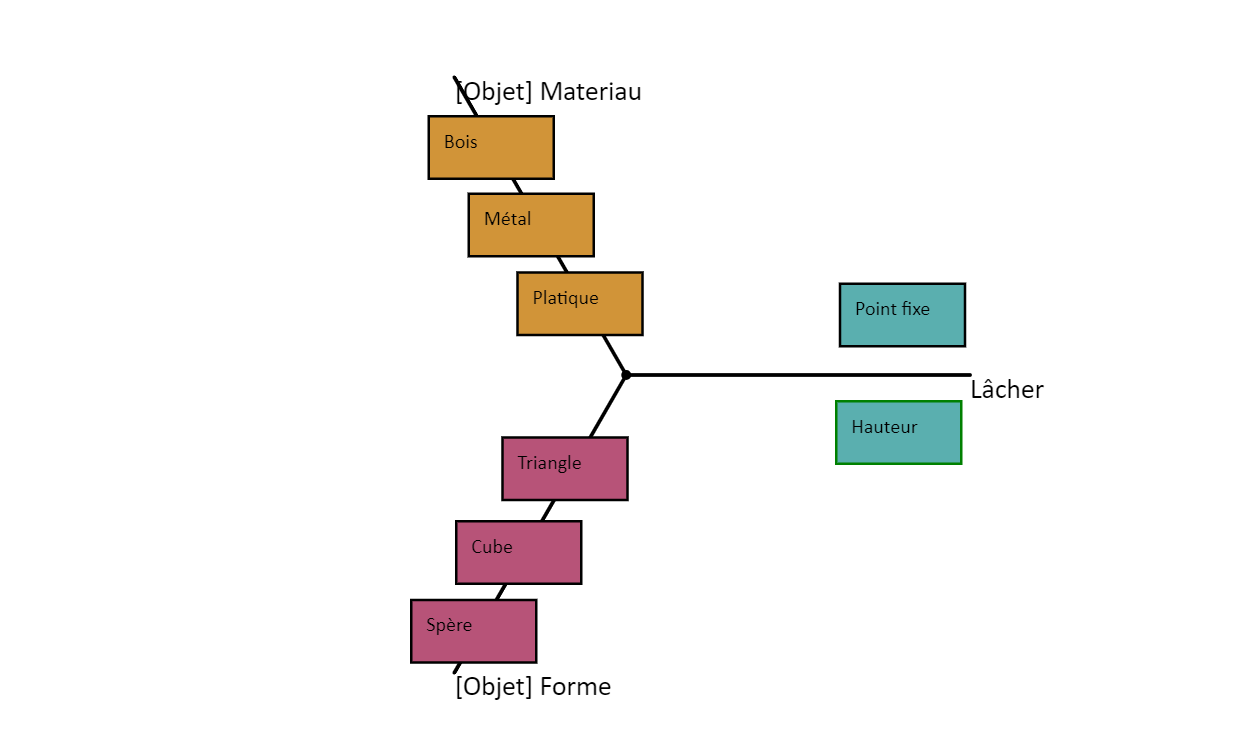 [Objet] Materiau
Bois
Métal
Platique
Point fixe
Lâcher
Hauteur
Triangle
Cube
Spère
[Objet] Forme